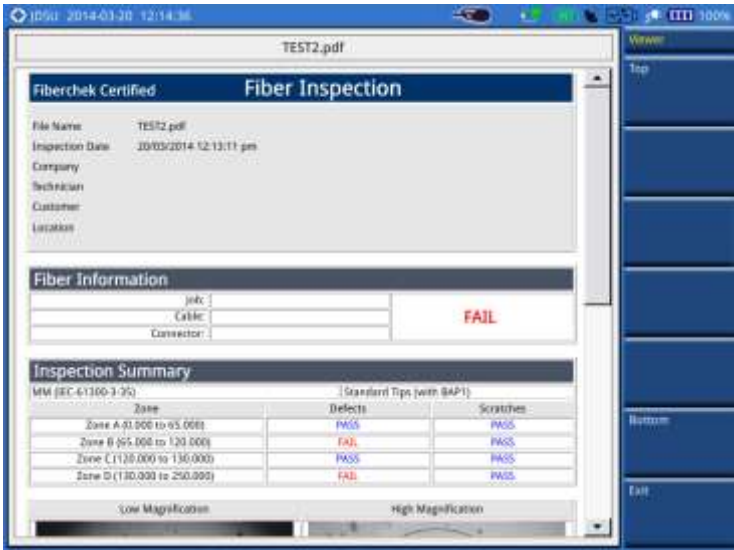 JDSU 2014-03-20 12:14:36
100%
TEST2.pdf
Viewer
Top
Fiberchek Certified Fiber Inspection
File Name TEST2.pdf
Inspection Date 20/03/2014 12:13:11 pm
Company
Technician
Customer
Location
Fiber Information
Job:
Cable:
Connector:
FAIL
Inspection Summary
MM (IEC-61300-3-35) Standard Tips (with BAP1)
Zone Defects Scratches
Zone A (0.000 to 65.000) PASS PASS
Zone B (65.000 to 120.000) FAIL PASS
Zone C (120.000 to 130.000) PASS PASS
Zone D (130.000 to 250.000) FAIL PASS
Low Magnification High Magnification
Bottom
Exit